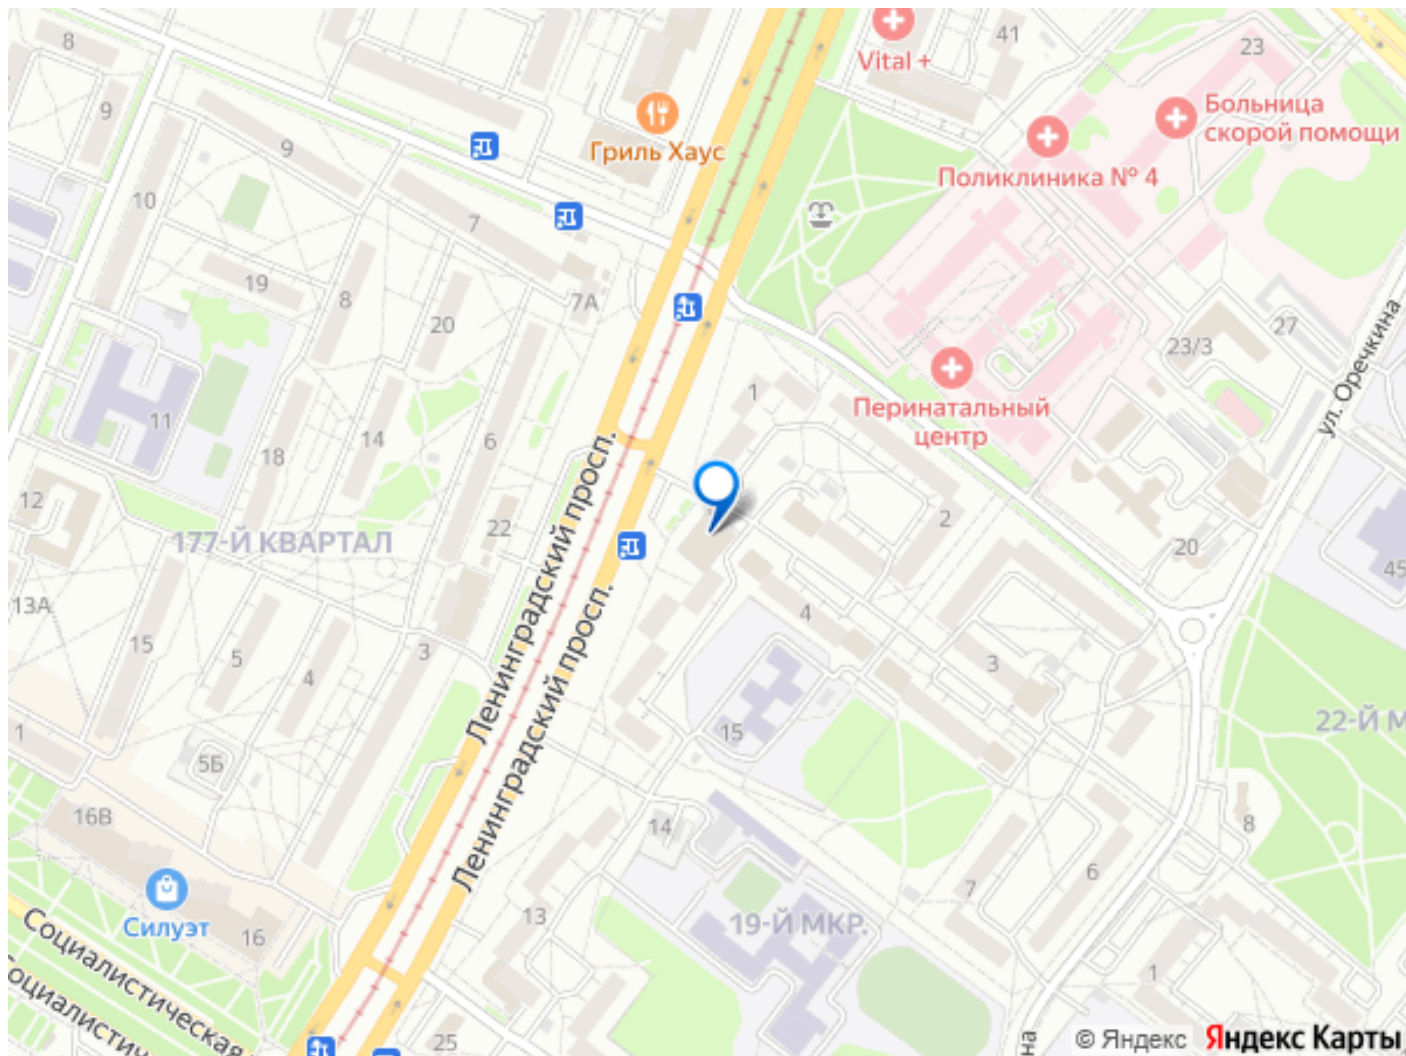 8
41
23
Vital +
9
Больница
скорой помощи
Гриль Хаус
9
Поликлиника № 4
10
7
19
8
7А
20
27
23/3
ул. Оречкина
1
Перинатальный
центр
11
14
6
18
12
22
2
177-Й КВАРТАЛ
Ленинградский просп.
20
45
13А
4
15
5
4
3
3
Ленинградский просп.
15
22-Й М
1
5Б
16В
14
8
6
7
Силуэт
16
13
19-Й МКР.
Социалистическая
оциалистич
1
25
на
© Яндекс Яндекс Карты